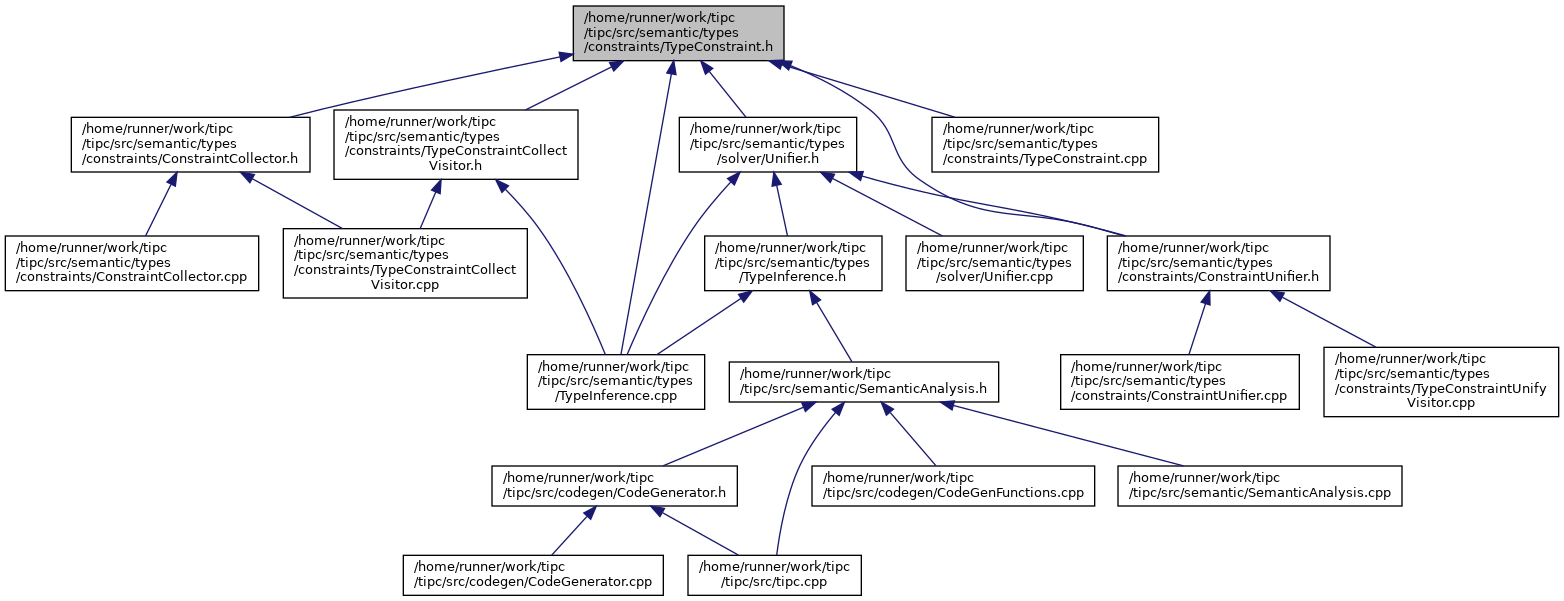 /home/runner/work/tipc
/tipc/src/semantic/types
/constraints/TypeConstraint.h
/home/runner/work/tipc
/tipc/src/semantic/types
/constraints/ConstraintCollector.h
/home/runner/work/tipc
/tipc/src/semantic/types
/constraints/TypeConstraintCollect
Visitor.h
/home/runner/work/tipc
/tipc/src/semantic/types
/solver/Unifier.h
/home/runner/work/tipc
/tipc/src/semantic/types
/constraints/TypeConstraint.cpp
/home/runner/work/tipc
/tipc/src/semantic/types
/constraints/ConstraintCollector.cpp
/home/runner/work/tipc
/tipc/src/semantic/types
/constraints/TypeConstraintCollect
Visitor.cpp
/home/runner/work/tipc
/tipc/src/semantic/types
/TypeInference.h
/home/runner/work/tipc
/tipc/src/semantic/types
/solver/Unifier.cpp
/home/runner/work/tipc
/tipc/src/semantic/types
/constraints/ConstraintUnifier.h
/home/runner/work/tipc
/tipc/src/semantic/types
/TypeInference.cpp
/home/runner/work/tipc
/tipc/src/semantic/SemanticAnalysis.h
/home/runner/work/tipc
/tipc/src/semantic/types
/constraints/ConstraintUnifier.cpp
/home/runner/work/tipc
/tipc/src/semantic/types
/constraints/TypeConstraintUnify
Visitor.cpp
/home/runner/work/tipc
/tipc/src/codegen/CodeGenerator.h
/home/runner/work/tipc
/tipc/src/codegen/CodeGenFunctions.cpp
/home/runner/work/tipc
/tipc/src/semantic/SemanticAnalysis.cpp
/home/runner/work/tipc
/tipc/src/codegen/CodeGenerator.cpp
/home/runner/work/tipc
/tipc/src/tipc.cpp